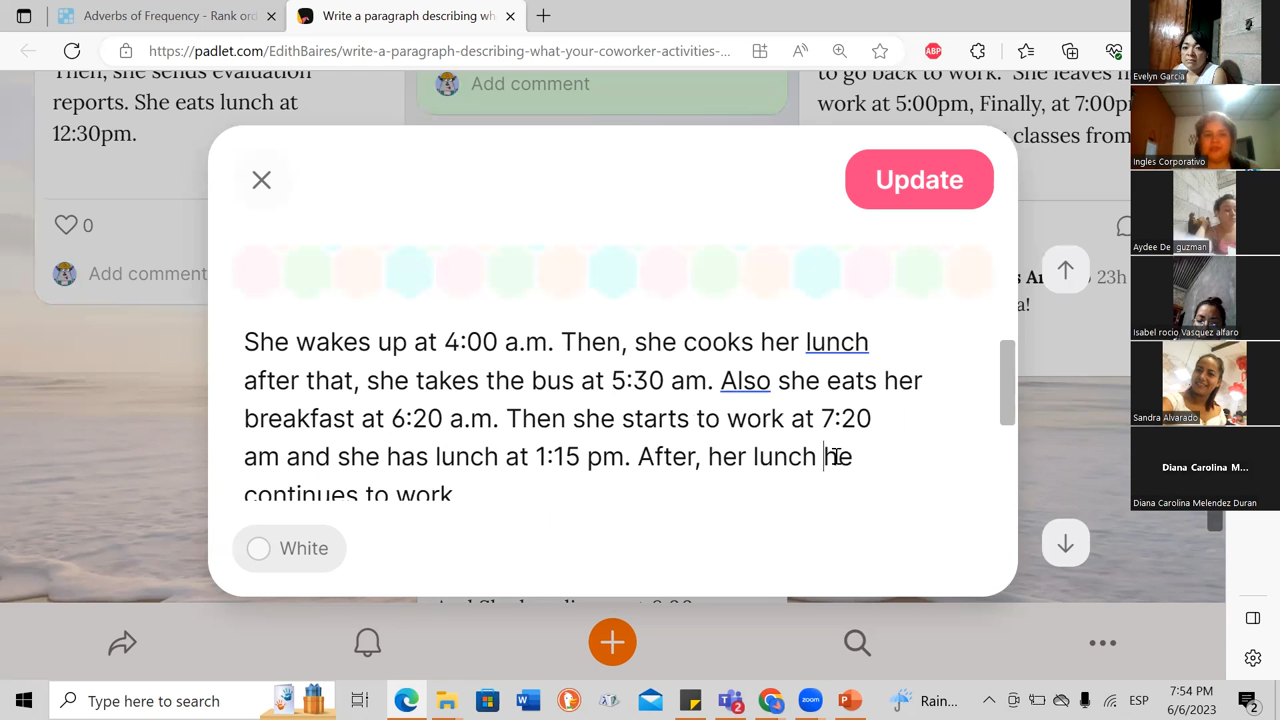 Adverbs of Frequency - Rank ord
Write a paragraph describing wh
https://padlet.com/EdithBaires/write-a-paragraph-describing-what-your-coworker-activities-...
ABP
Then, she sends evaluation
reports. She eats lunch at
12:30pm.
0
Add comment
Add comment
to go back to work. She leaves
work at 5:00pm, Finally, at 7:00p
classes from
23h
Update
She wakes up at 4:00 a.m. Then, she cooks her lunch
after that, she takes the bus at 5:30 am. Also she eats her
breakfast at 6:20 a.m. Then she starts to work at 7:20
am and she has lunch at 1:15 pm. After, her lunch he
continues to work
White
Evelyn García
Ingles Corporativo
Aydee De guzman
Isabel rocio Vasquez alfaro
Sandra Alvarado
Diana Carolina M...
Diana Carolina Melendez Duran
Type here to search
zoom
Rain...
ESP
7:54 PM
6/6/2023
2